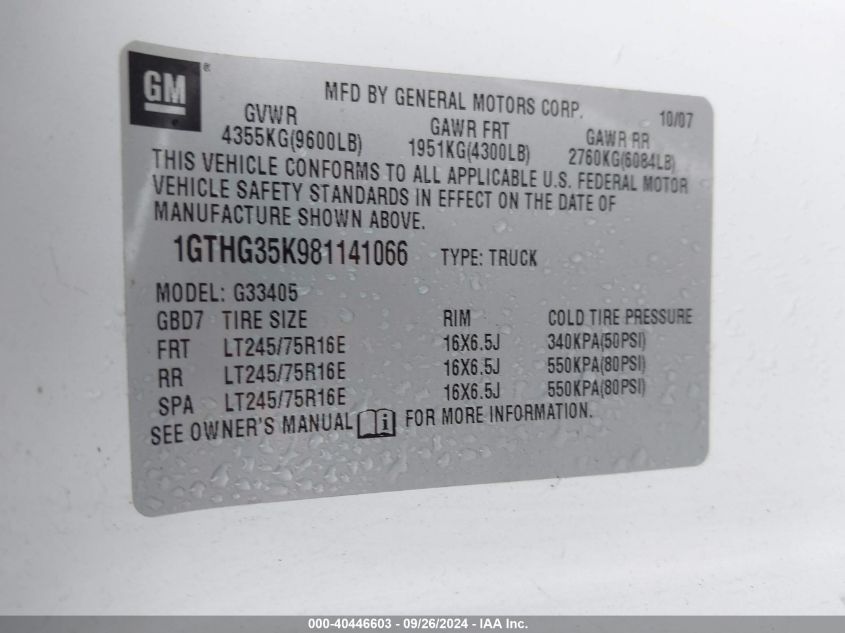 GM®
MFD BY GENERAL MOTORS CORP. 10/07
GVWR GAWR FRT GAWR RR
4355KG(9600LB) 1951KG(4300LB) 2760KG(6084LB)
THIS VEHICLE CONFORMS TO ALL APPLICABLE U.S. FEDERAL MOTOR
VEHICLE SAFETY STANDARDS IN EFFECT ON THE DATE OF
MANUFACTURE SHOWN ABOVE.
1GTHG35K981141066 TYPE: TRUCK
MODEL: G33405
GBD7 TIRE SIZE RIM COLD TIRE PRESSURE
FRT LT245/75R16E 16X6.5J 340KPA(50PSI)
RR LT245/75R16E 16X6.5J 550KPA(80PSI)
SPA LT245/75R16E 16X6.5J 550KPA(80PSI)
SEE OWNER'S MANUAL i FOR MORE INFORMATION.
000-40446603 - 09/26/2024 - IAA Inc.